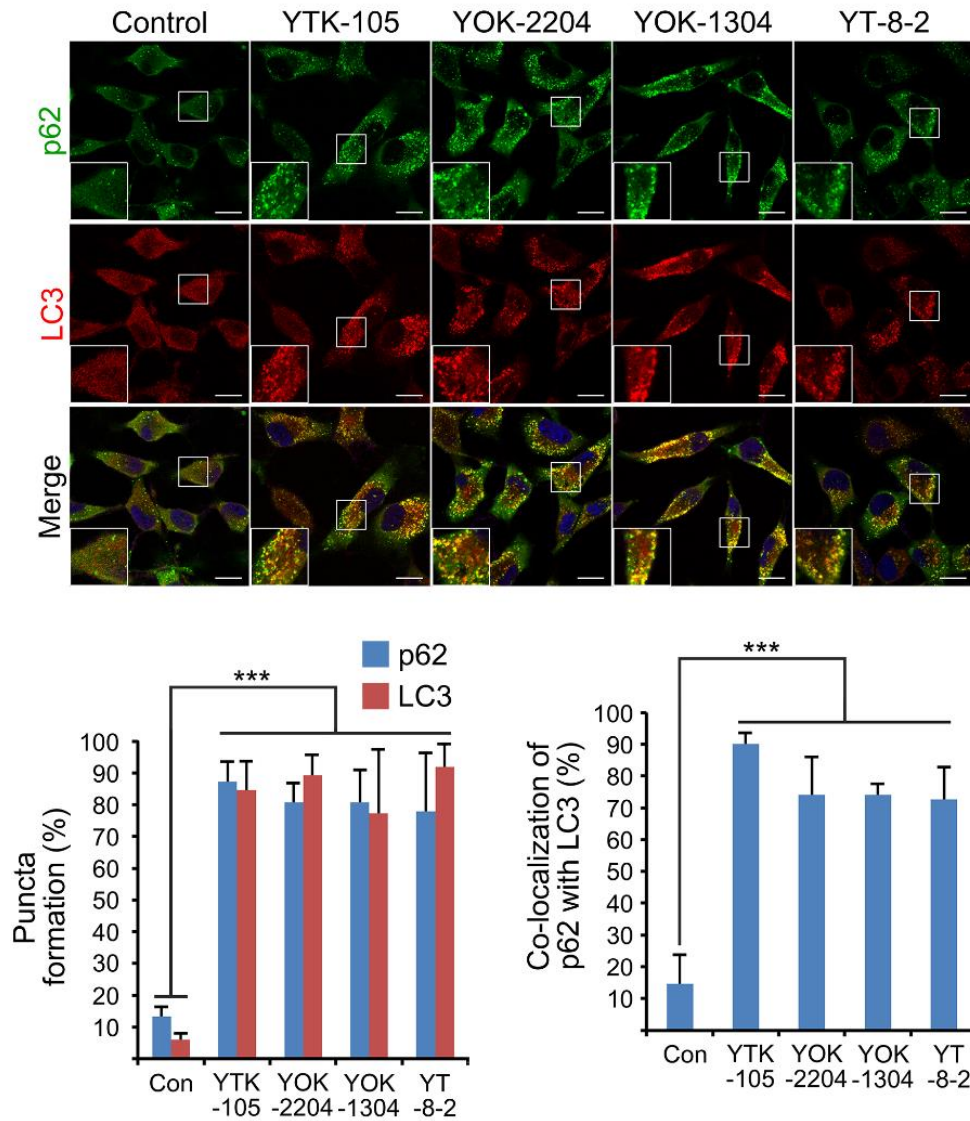 Control YTK-105 YOK-2204 YOK-1304 YT-8-2
p62
LC3
Merge
p62
LC3
***
Puncta
formation (%)
100
90
80
70
60
50
40
30
20
10
Con YTK YOK YOK YT
-105 -2204 -1304 -8-2
***
Co-localization of
p62 with LC3 (%)
100
90
80
70
60
50
40
30
20
10
Con YTK YOK YOK YT
-105 -2204 -1304 -8-2